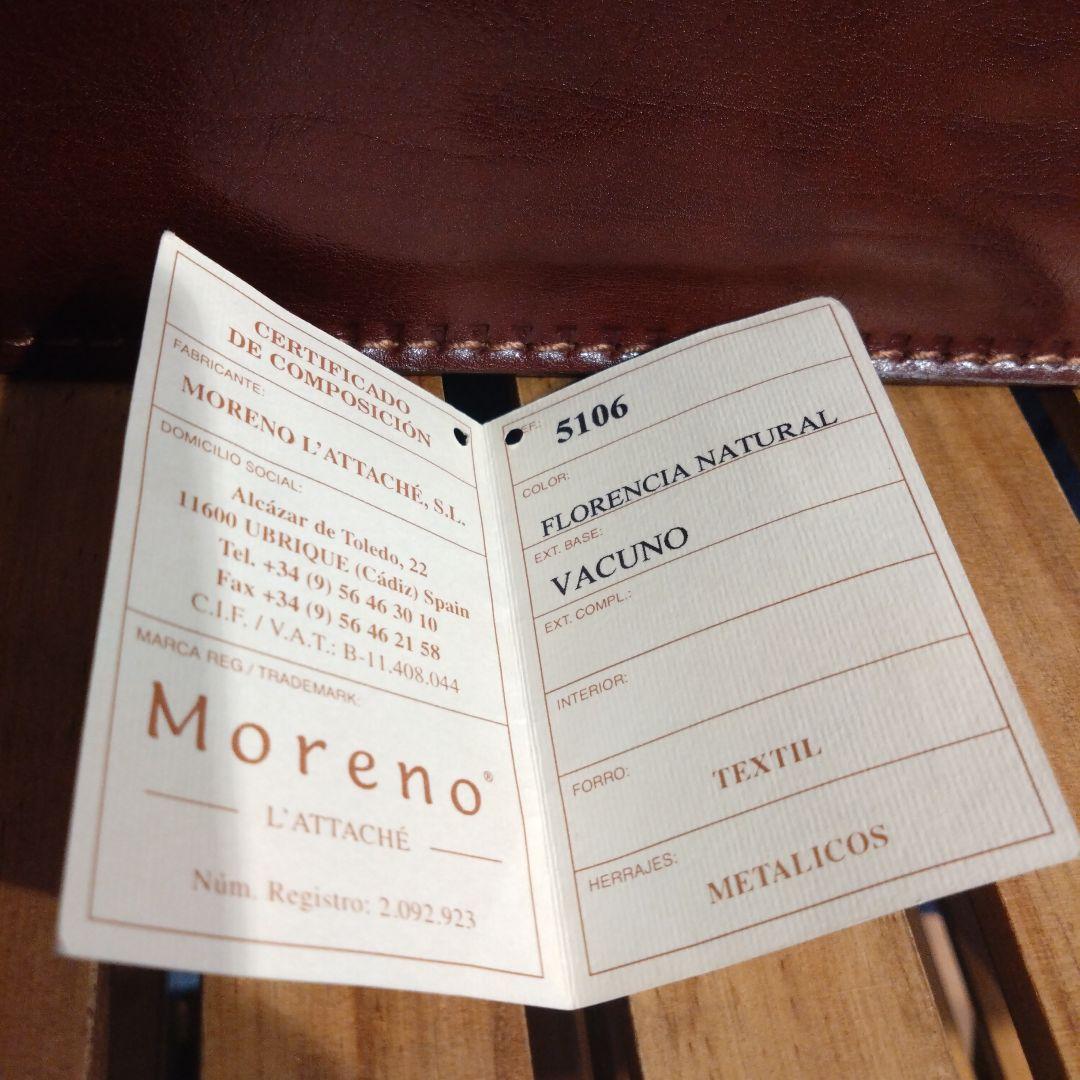 CERTIFICADO
DE COMPOSICIÓN
FABRICANTE:
MORENO L'ATTACHÉ, S.L.
DOMICILIO SOCIAL:
Alcázar de Toledo, 22
11600 UBRIQUE (Cádiz) Spain
Tel. +34 (9) 56 46 30 10
Fax +34 (9) 56 46 21 58
C.I.F. / V.A.T.: B-11.408.044
MARCA REG / TRADEMARK:
Moreno®
L'ATTACHÉ
Núm. Registro: 2.092.923
EF.: 5106
COLOR:
FLORENCIA NATURAL
EXT. BASE:
VACUNO
EXT. COMPL.:
INTERIOR:
FORRO: TEXTIL
HERRAJES: METALICOS